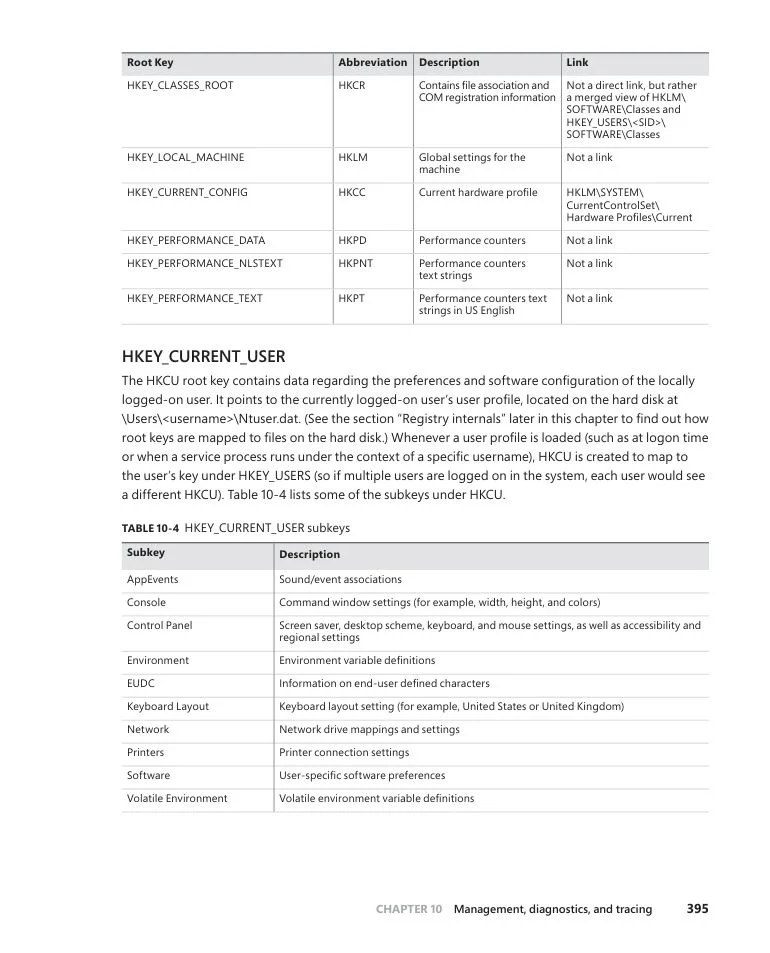 Root Key Abbreviation Description Link
HKEY_CLASSES_ROOT HKCR Contains file association and Not a direct link, but rather
COM registration information a merged view of HKLM\
SOFTWARE\Classes and
HKEY_USERS\<SID>\
SOFTWARE\Classes
HKEY_LOCAL_MACHINE HKLM Global settings for the Not a link
machine
HKEY_CURRENT_CONFIG HKCC Current hardware profile HKLM\SYSTEM\
CurrentControlSet\
Hardware Profiles\Current
HKEY_PERFORMANCE_DATA HKPD Performance counters Not a link
HKEY_PERFORMANCE_NLSTEXT HKPNT Performance counters Not a link
text strings
HKEY_PERFORMANCE_TEXT HKPT Performance counters text Not a link
strings in US English
HKEY_CURRENT_USER
The HKCU root key contains data regarding the preferences and software configuration of the locally
logged-on user. It points to the currently logged-on user’s user profile, located on the hard disk at
\Users\<username>\Ntuser.dat. (See the section “Registry internals” later in this chapter to find out how
root keys are mapped to files on the hard disk.) Whenever a user profile is loaded (such as at logon time
or when a service process runs under the context of a specific username), HKCU is created to map to
the user’s key under HKEY_USERS (so if multiple users are logged on in the system, each user would see
a different HKCU). Table 10-4 lists some of the subkeys under HKCU.
TABLE 10-4 HKEY_CURRENT_USER subkeys
Subkey Description
AppEvents Sound/event associations
Console Command window settings (for example, width, height, and colors)
Control Panel Screen saver, desktop scheme, keyboard, and mouse settings, as well as accessibility and
regional settings
Environment Environment variable definitions
EUDC Information on end-user defined characters
Keyboard Layout Keyboard layout setting (for example, United States or United Kingdom)
Network Network drive mappings and settings
Printers Printer connection settings
Software User-specific software preferences
Volatile Environment Volatile environment variable definitions
CHAPTER 10 Management, diagnostics, and tracing 395